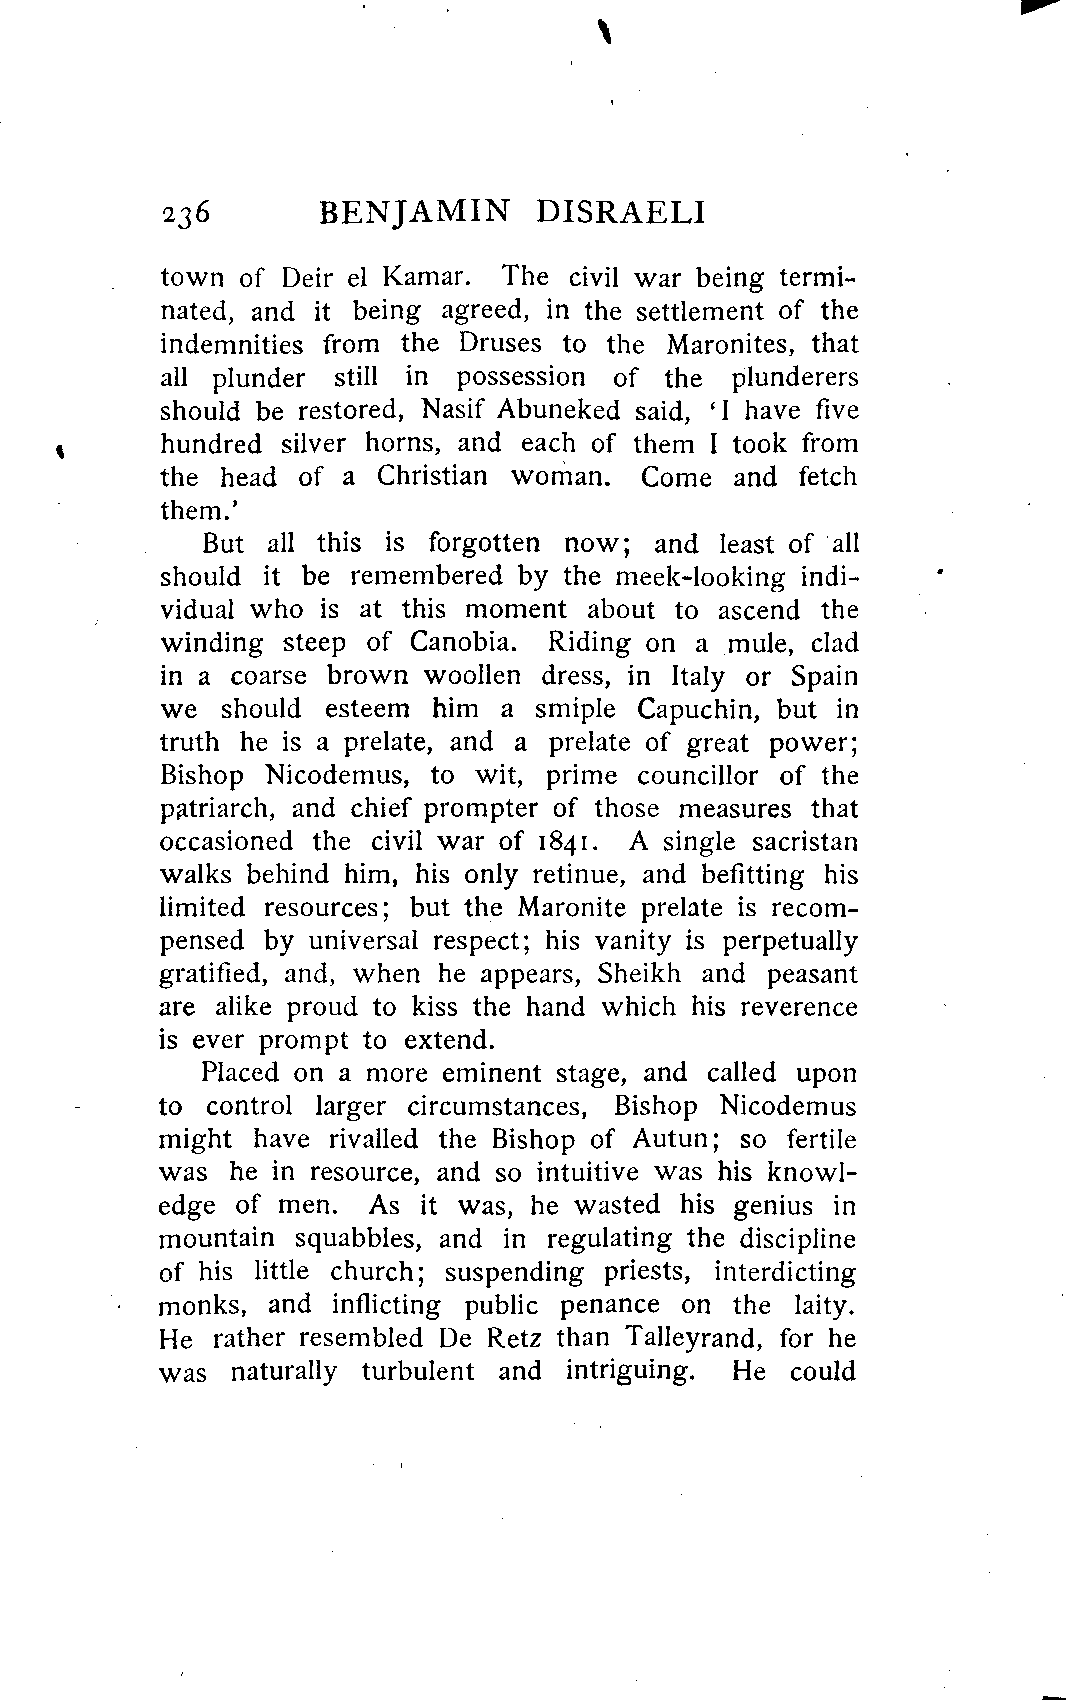 236 BENJAMIN DISRAELI
town of Deir el Kamar. The civil war being termi-
nated, and it being agreed, in the settlement of the
indemnities from the Druses to the Maronites, that
all plunder still in possession of the plunderers
should be restored, Nasif Abuneked said, ‘I have five
hundred silver horns, and each of them I took from
the head of a Christian woman. Come and fetch
them.’
But all this is forgotten now; and least of all
should it be remembered by the meek-looking indi-
vidual who is at this moment about to ascend the
winding steep of Canobia. Riding on a mule, clad
in a coarse brown woollen dress, in Italy or Spain
we should esteem him a smiple Capuchin, but in
truth he is a prelate, and a prelate of great power;
Bishop Nicodemus, to wit, prime councillor of the
patriarch, and chief prompter of those measures that
occasioned the civil war of 1841. A single sacristan
walks behind him, his only retinue, and befitting his
limited resources; but the Maronite prelate is recom-
pensed by universal respect; his vanity is perpetually
gratified, and, when he appears, Sheikh and peasant
are alike proud to kiss the hand which his reverence
is ever prompt to extend.
Placed on a more eminent stage, and called upon
to control larger circumstances, Bishop Nicodemus
might have rivalled the Bishop of Autun; so fertile
was he in resource, and so intuitive was his knowl-
edge of men. As it was, he wasted his genius in
mountain squabbles, and in regulating the discipline
of his little church; suspending priests, interdicting
monks, and inflicting public penance on the laity.
He rather resembled De Retz than Talleyrand, for he
was naturally turbulent and intriguing. He could